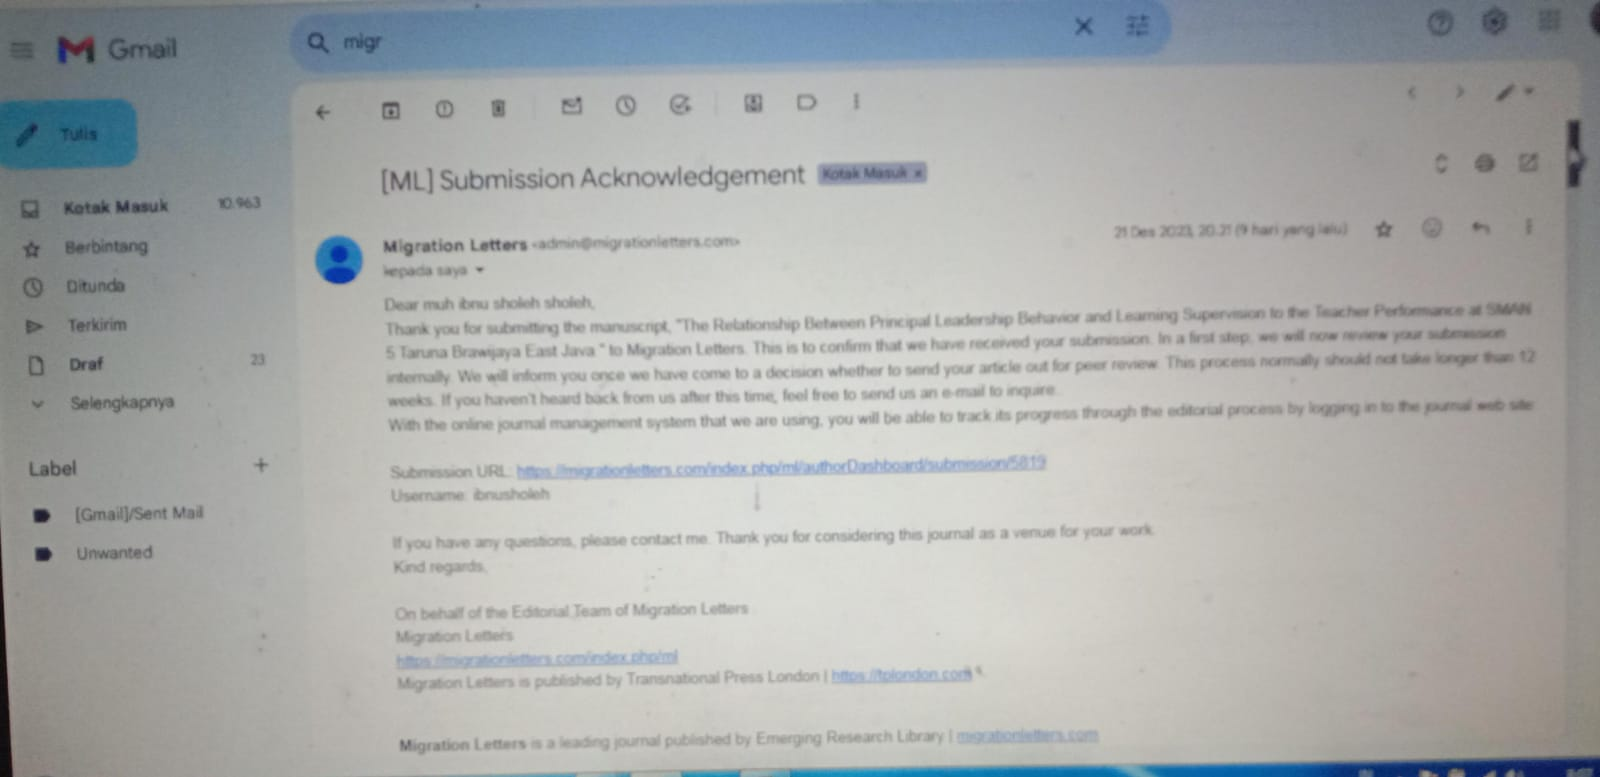 Gmail
migr
Tulis
Kotak Masuk 10.963
Berbintang
Ditunda
Terkirim
Draf 23
Selengkapnya
Label +
[Gmail]/Sent Mail
Unwanted
[ML] Submission Acknowledgement Kotak Masuk x
Migration Letters <admin@migrationletters.com>
21 Des 2023, 20.21 (9 hari yang lalu)
kepada saya
Dear muh ibnu sholeh sholeh,
Thank you for submitting the manuscript, "The Relationship Between Principal Leadership Behavior and Learning Supervision to the Teacher Performance at SMAN
5 Taruna Brawijaya East Java " to Migration Letters. This is to confirm that we have received your submission. In a first step, we will now review your submission
internally. We will inform you once we have come to a decision whether to send your article out for peer review. This process normally should not take longer than 12
weeks. If you haven't heard back from us after this time, feel free to send us an e-mail to inquire.
With the online journal management system that we are using, you will be able to track its progress through the editorial process by logging in to the journal web site:
Submission URL: https://migrationletters.com/index.php/ml/authorDashboard/submission/5819
Username: ibnusholeh
If you have any questions, please contact me. Thank you for considering this journal as a venue for your work.
Kind regards,
On behalf of the Editorial Team of Migration Letters
Migration Letters
https://migrationletters.com/index.php/ml
Migration Letters is published by Transnational Press London | https://tplondon.com
Migration Letters is a leading journal published by Emerging Research Library | migrationletters.com